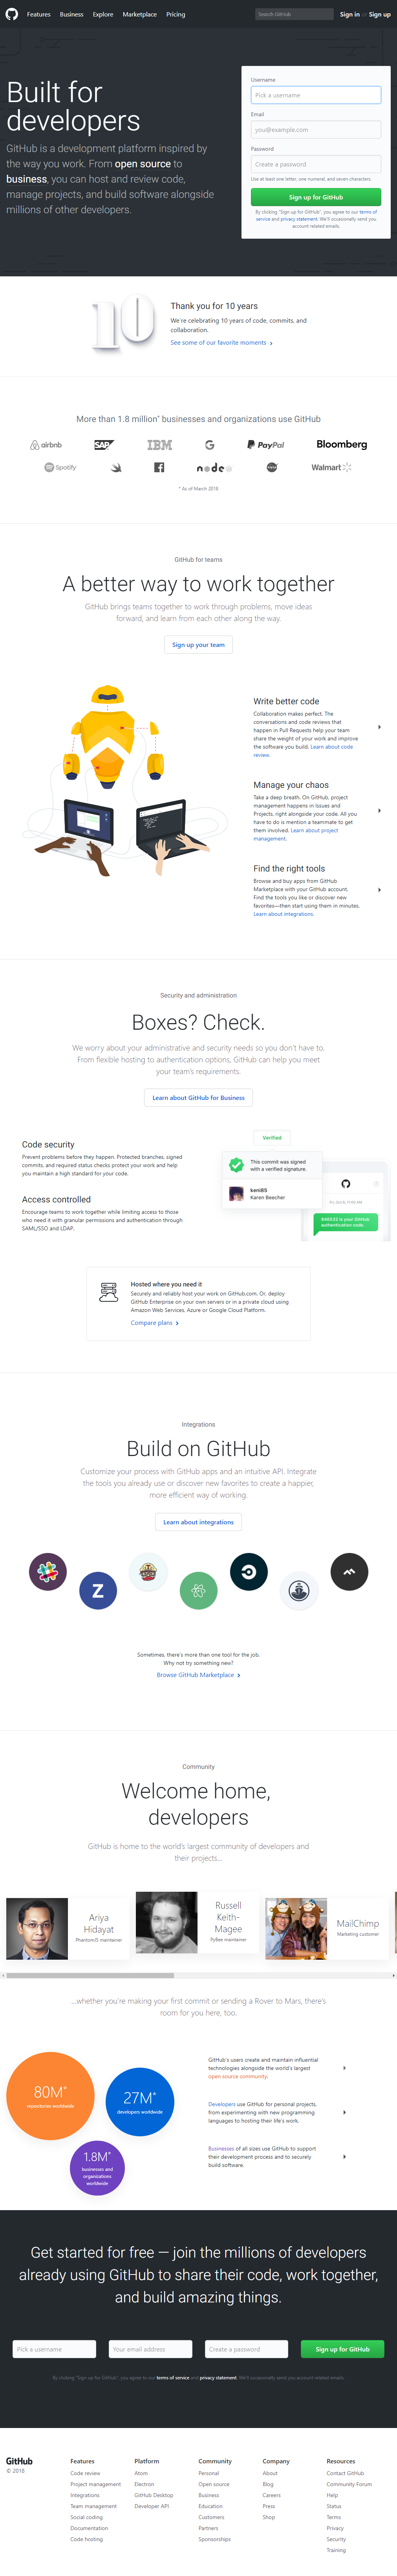 Features Business Explore Marketplace Pricing
Search GitHub
Sign in or Sign up
Built for
developers
GitHub is a development platform inspired by
the way you work. From open source to
business, you can host and review code,
manage projects, and build software alongside
millions of other developers.
Username
Pick a username
Email
you@example.com
Password
Create a password
Use at least one letter, one numeral, and seven characters.
Sign up for GitHub
By clicking "Sign up for GitHub", you agree to our terms of
service and privacy statement. We'll occasionally send you
account related emails.
10
Thank you for 10 years
We're celebrating 10 years of code, commits, and
collaboration.
See some of our favorite moments
More than 1.8 million* businesses and organizations use GitHub
airbnb SAP IBM G PayPal Bloomberg
Spotify node Walmart
* As of March 2018
GitHub for teams
A better way to work together
GitHub brings teams together to work through problems, move ideas
forward, and learn from each other along the way.
Sign up your team
Write better code
Collaboration makes perfect. The
conversations and code reviews that
happen in Pull Requests help your team
share the weight of your work and improve
the software you build. Learn about code
review.
Manage your chaos
Take a deep breath. On GitHub, project
management happens in Issues and
Projects, right alongside your code. All you
have to do is mention a teammate to get
them involved. Learn about project
management.
Find the right tools
Browse and buy apps from GitHub
Marketplace with your GitHub account.
Find the tools you like or discover new
favorites—then start using them in minutes.
Learn about integrations.
Security and administration
Boxes? Check.
We worry about your administrative and security needs so you don't have to.
From flexible hosting to authentication options, GitHub can help you meet
your team's requirements.
Learn about GitHub for Business
Code security
Prevent problems before they happen. Protected branches, signed
commits, and required status checks protect your work and help
you maintain a high standard for your code.
Access controlled
Encourage teams to work together while limiting access to those
who need it with granular permissions and authentication through
SAML/SSO and LDAP.
Verified
This commit was signed
with a verified signature.
Karen Beecher
is your GitHub
authentication code.
Hosted where you need it
Securely and reliably host your work on GitHub.com. Or, deploy
GitHub Enterprise on your own servers or in a private cloud using
Amazon Web Services, Azure or Google Cloud Platform.
Compare plans
Integrations
Build on GitHub
Customize your process with GitHub apps and an intuitive API. Integrate
the tools you already use or discover new favorites to create a happier,
more efficient way of working.
Learn about integrations
Z
Sometimes, there's more than one tool for the job.
Why not try something new?
Browse GitHub Marketplace
Community
Welcome home,
developers
GitHub is home to the world's largest community of developers and
their projects...
Ariya
Hidayat
PhantomJS maintainer
Russell
Keith-
Magee
PyBee maintainer
MailChimp
Marketing customer
...whether you're making your first commit or sending a Rover to Mars, there's
room for you here, too.
80M*
repositories worldwide
27M*
developers worldwide
1.8M*
businesses and
organizations
worldwide
GitHub's users create and maintain influential
technologies alongside the world's largest
open source community.
Developers use GitHub for personal projects,
from experimenting with new programming
languages to hosting their life's work.
Businesses of all sizes use GitHub to support
their development process and to securely
build software.
Get started for free — join the millions of developers
already using GitHub to share their code, work together,
and build amazing things.
Pick a username
Your email address
Create a password
Sign up for GitHub
By clicking "Sign up for GitHub", you agree to our terms of service and privacy statement. We'll occasionally send you account related emails.
GitHub
© 2018
Features
Code review
Project management
Integrations
Team management
Social coding
Documentation
Code hosting
Platform
Atom
Electron
GitHub Desktop
Developer API
Community
Personal
Open source
Business
Education
Customers
Partners
Sponsorships
Company
About
Blog
Careers
Press
Shop
Resources
Contact GitHub
Community Forum
Help
Status
Terms
Privacy
Security
Training